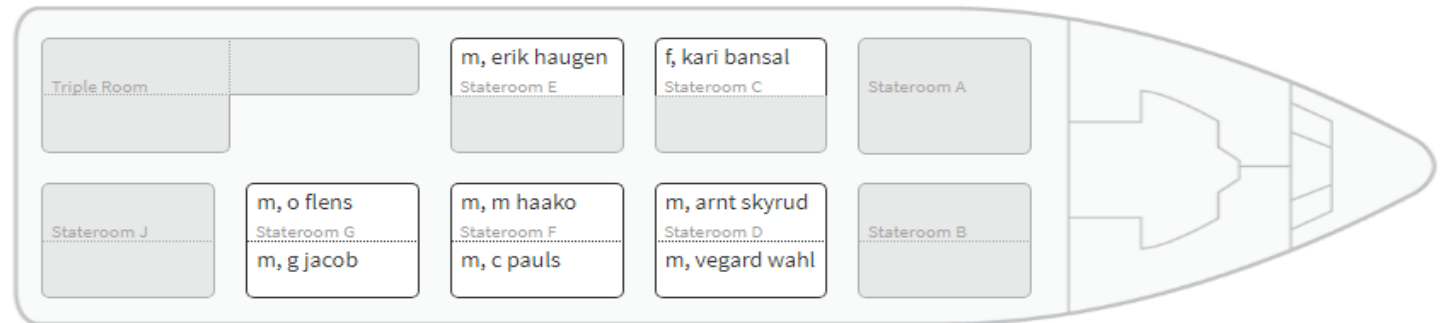 m, erik haugen
f, kari bansal
Triple Room
Stateroom E
Stateroom C
Stateroom A
m, o flens
m, m haako
m, arnt skyrud
Stateroom J
Stateroom G
Stateroom F
Stateroom D
Stateroom B
m, g jacob
m, c pauls
m, vegard wahl